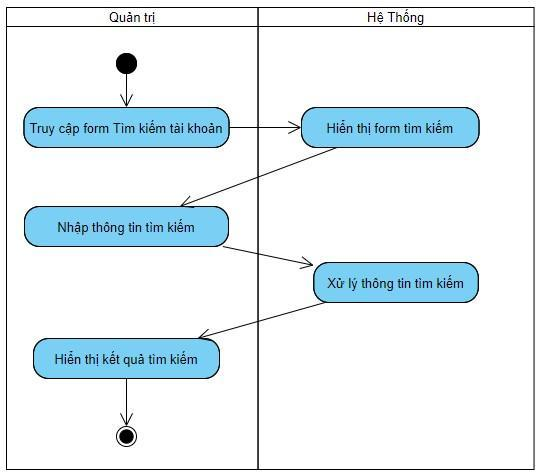 Quản trị
Hệ Thống
Truy cập form Tìm kiếm tài khoản
Hiển thị form tìm kiếm
Nhập thông tin tìm kiếm
Xử lý thông tin tìm kiếm
Hiển thị kết quả tìm kiếm